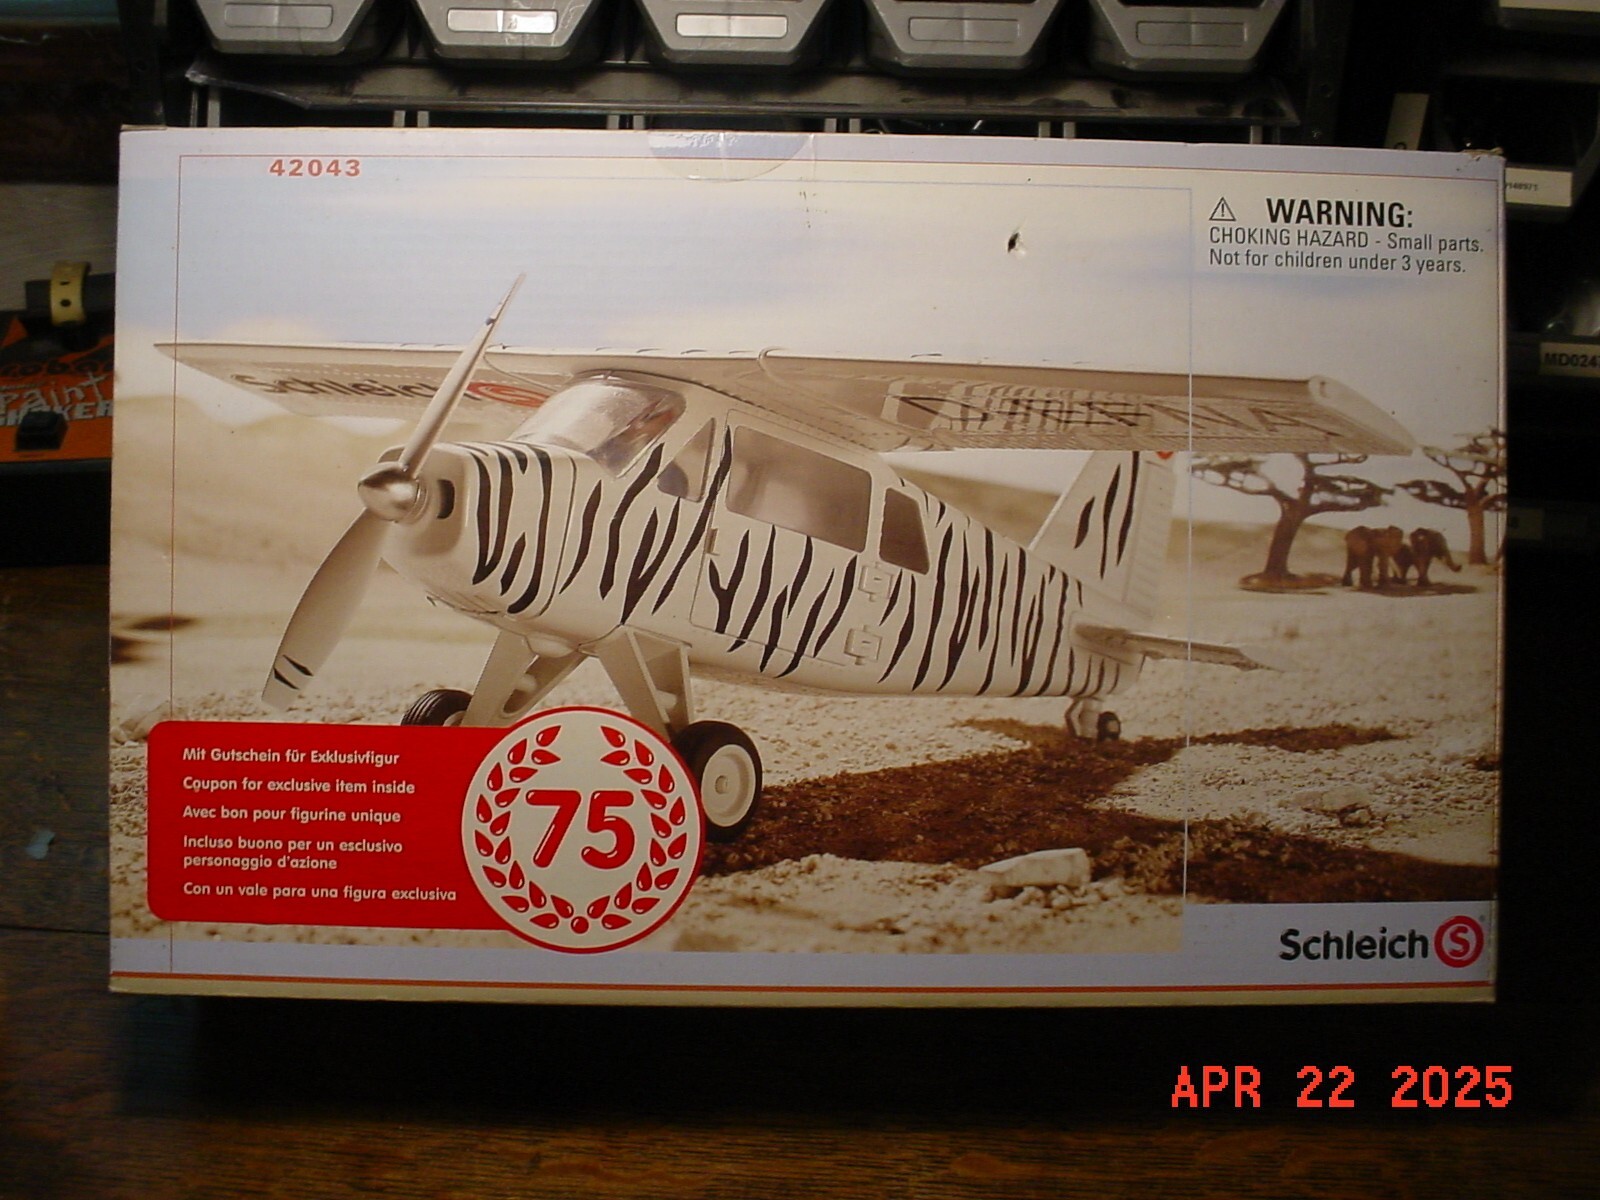 42043
WARNING:
CHOKING HAZARD - Small parts.
Not for children under 3 years.
MD024
Paint
Schleich S
Mit Gutschein für Exklusivfigur
Coupon for exclusive item inside
Avec bon pour figurine unique
Incluso buono per un esclusivo
personaggio d'azione
Con un vale para una figura exclusiva
75
Schleich S
APR 22 2025